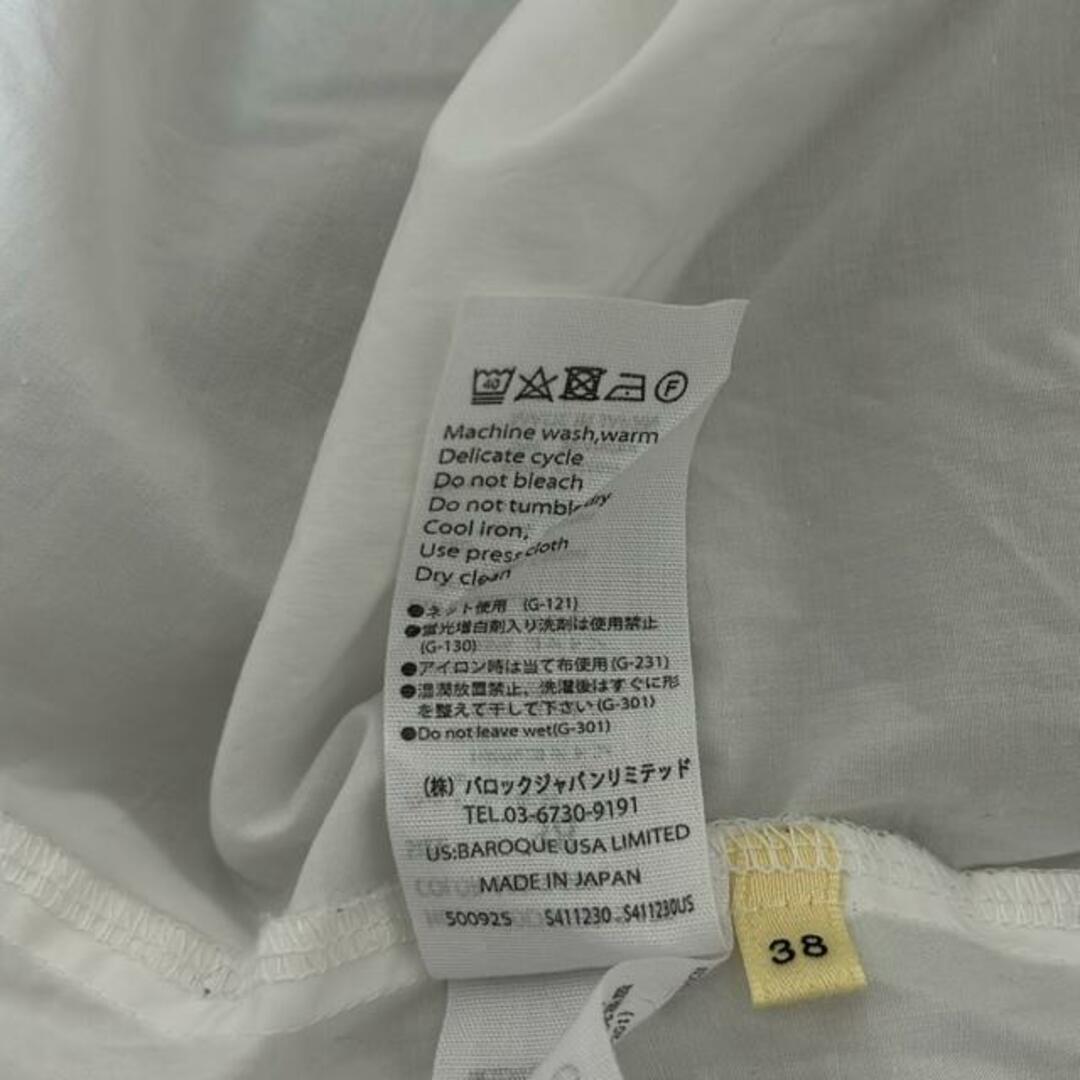 40 F
Machine wash,warm
Delicate cycle
Do not bleach
Do not tumble dry
Cool iron,
Use press cloth
Dry clean
●ネット使用 (G-121)
●蛍光増白剤入り洗剤は使用禁止
(G-130)
●アイロン時は当て布使用(G-231)
●湿潤放置禁止、洗濯後はすぐに形
を整えて干して下さい(G-301)
●Do not leave wet(G-301)
(株) バロックジャパンリミテッド
TEL.03-6730-9191
US:BAROQUE USA LIMITED
MADE IN JAPAN
500925 S411230 S411230US
38